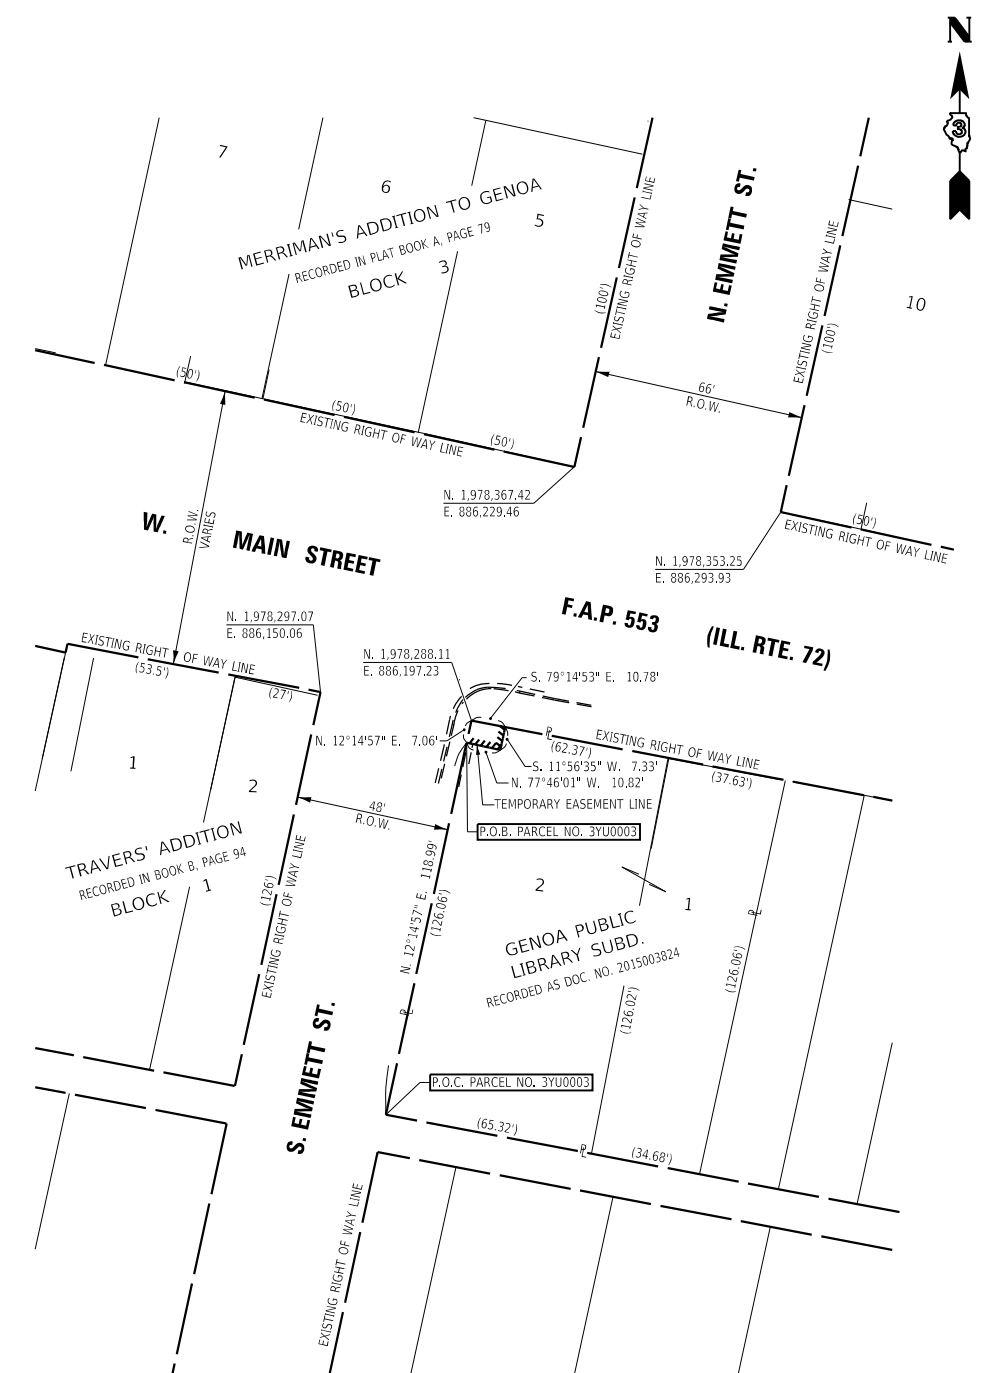 N
3
7
6
MERRIMAN'S ADDITION TO GENOA
RECORDED IN PLAT BOOK A, PAGE 79
BLOCK 3
5
N. EMMETT ST.
EXISTING RIGHT OF WAY LINE
(100')
EXISTING RIGHT OF WAY LINE
(100')
10
(50')
(50')
EXISTING RIGHT OF WAY LINE
(50')
66'
R.O.W.
N. 1,978,367.42
E. 886,229.46
W. MAIN STREET
R.O.W.
VARIES
(50')
EXISTING RIGHT OF WAY LINE
N. 1,978,353.25
E. 886,293.93
F.A.P. 553 (ILL. RTE. 72)
N. 1,978,297.07
E. 886,150.06
EXISTING RIGHT OF WAY LINE
(53.5')
(27')
N. 1,978,288.11
E. 886,197.23
S. 79°14'53" E. 10.78'
N. 12°14'57" E. 7.06'
PL
(62.37')
EXISTING RIGHT OF WAY LINE
(37.63')
S. 11°56'35" W. 7.33'
N. 77°46'01" W. 10.82'
TEMPORARY EASEMENT LINE
P.O.B. PARCEL NO. 3YU0003
1
2
48'
R.O.W.
TRAVERS' ADDITION
RECORDED IN BOOK B, PAGE 94
BLOCK 1
(126')
EXISTING RIGHT OF WAY LINE
N. 12°14'57" E. 118.99'
(126.06')
2
1
PL
GENOA PUBLIC
LIBRARY SUBD.
RECORDED AS DOC. NO. 2015003824
(126.02')
(126.06')
PL
S. EMMETT ST.
P.O.C. PARCEL NO. 3YU0003
(65.32')
PL
(34.68')
EXISTING RIGHT OF WAY LINE